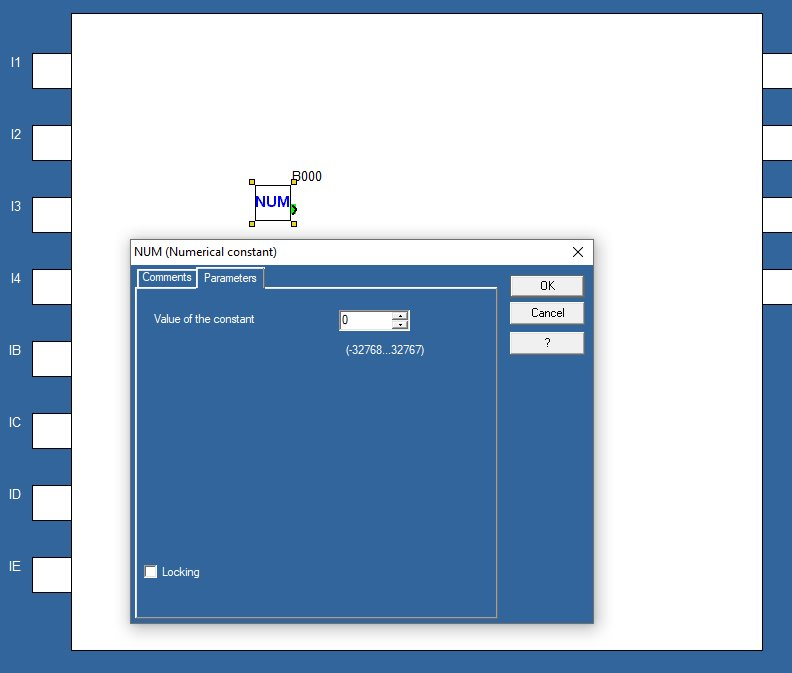 I1
I2
B000
NUM
I3
NUM (Numerical constant)
Comments Parameters
OK
I4
Value of the constant 0
Cancel
(-32768...32767)
?
IB
IC
ID
IE
Locking